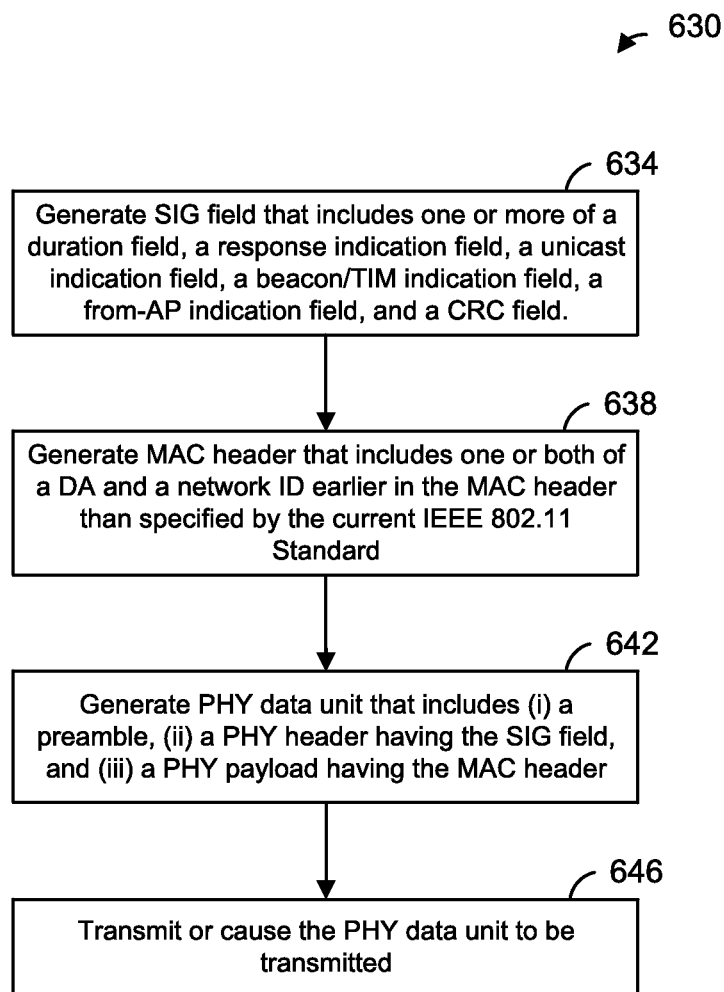 630
634
Generate SIG field that includes one or more of a
duration field, a response indication field, a unicast
indication field, a beacon/TIM indication field, a
from-AP indication field, and a CRC field.
638
Generate MAC header that includes one or both of
a DA and a network ID earlier in the MAC header
than specified by the current IEEE 802.11
Standard
642
Generate PHY data unit that includes (i) a
preamble, (ii) a PHY header having the SIG field,
and (iii) a PHY payload having the MAC header
646
Transmit or cause the PHY data unit to be
transmitted